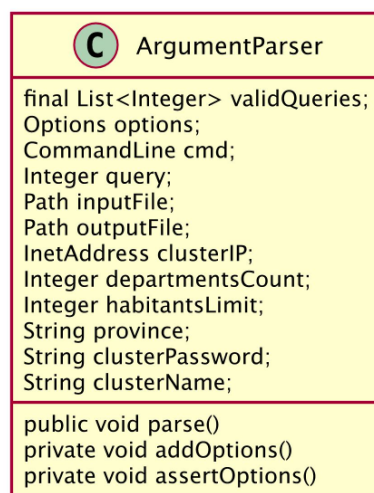 C ArgumentParser
final List<Integer> validQueries;
Options options;
CommandLine cmd;
Integer query;
Path inputFile;
Path outputFile;
InetAddress clusterIP;
Integer departmentsCount;
Integer habitantsLimit;
String province;
String clusterPassword;
String clusterName;
public void parse()
private void addOptions()
private void assertOptions()